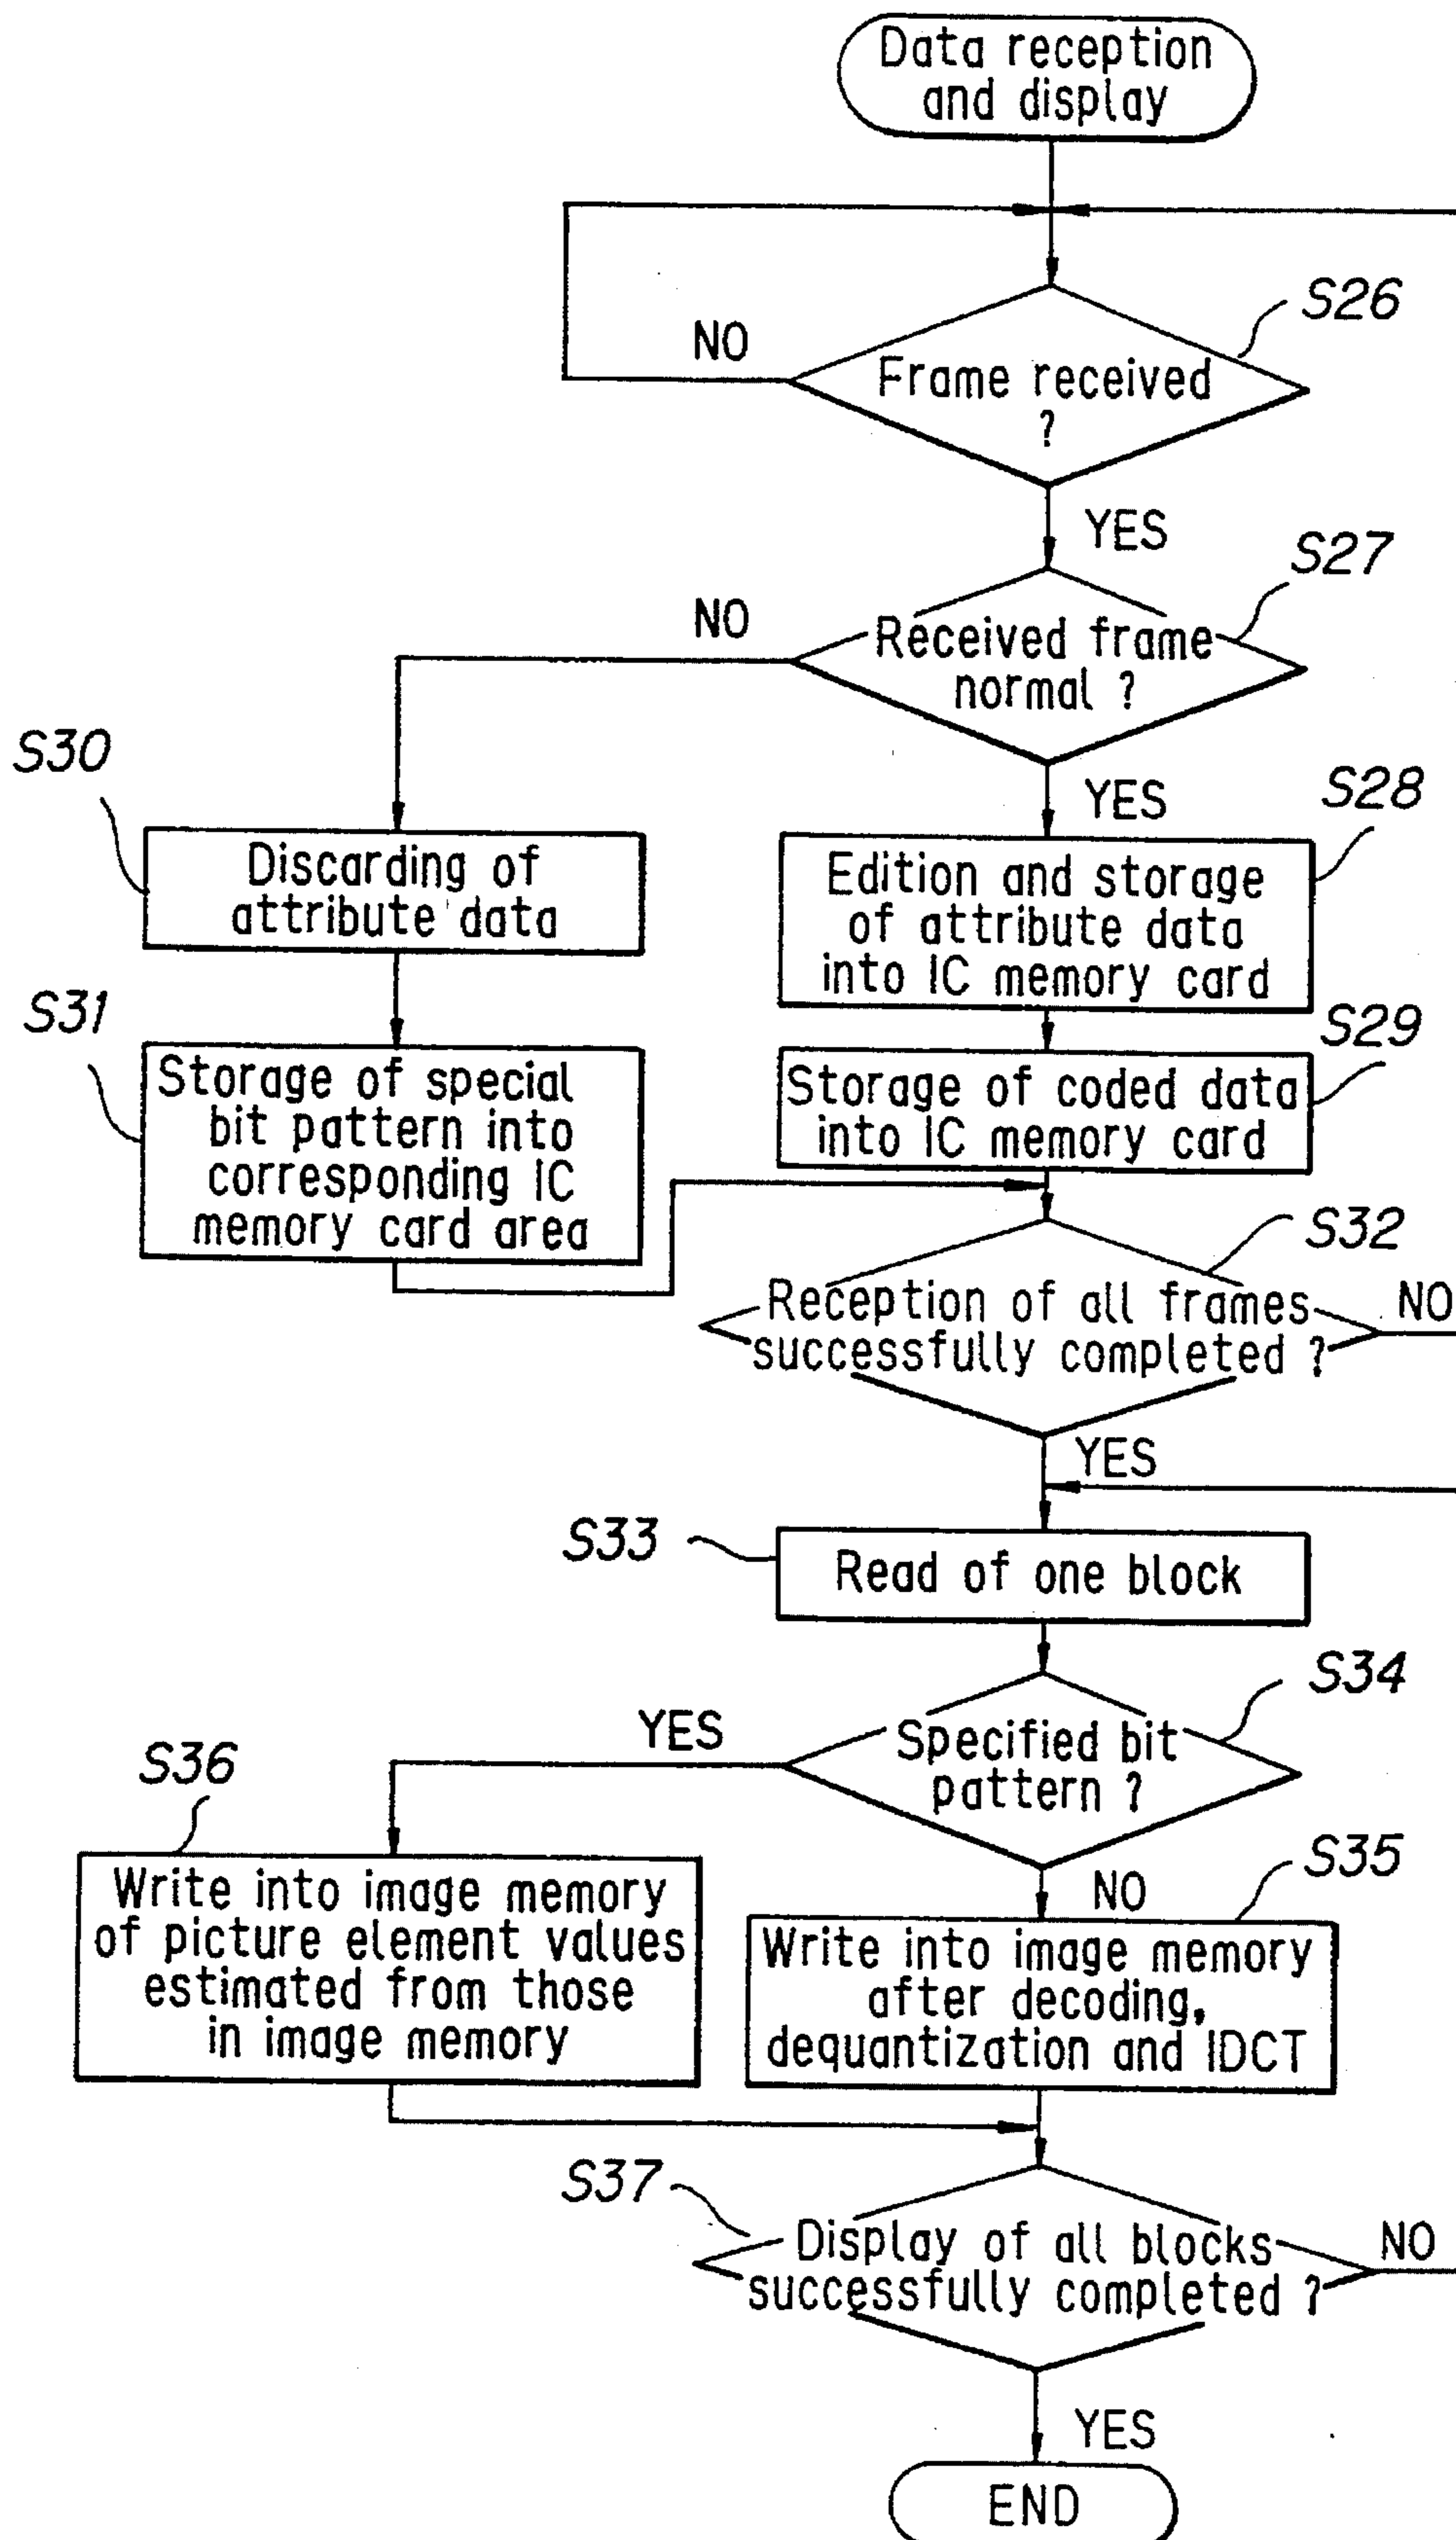 Data reception
and display
S26
NO
Frame received
?
YES
S27
NO
Received frame
normal ?
S30
YES
S28
Discarding of
attribute data
Edition and storage
of attribute data
into IC memory card
S31
S29
Storage of special
bit pattern into
corresponding IC
memory card area
Storage of coded data
into IC memory card
S32
Reception of all frames
successfully completed ?
NO
YES
S33
Read of one block
S34
YES
Specified bit
pattern ?
S36
NO
S35
Write into image memory
of picture element values
estimated from those
in image memory
Write into image memory
after decoding,
dequantization and IDCT
S37
Display of all blocks
successfully completed ?
NO
YES
END